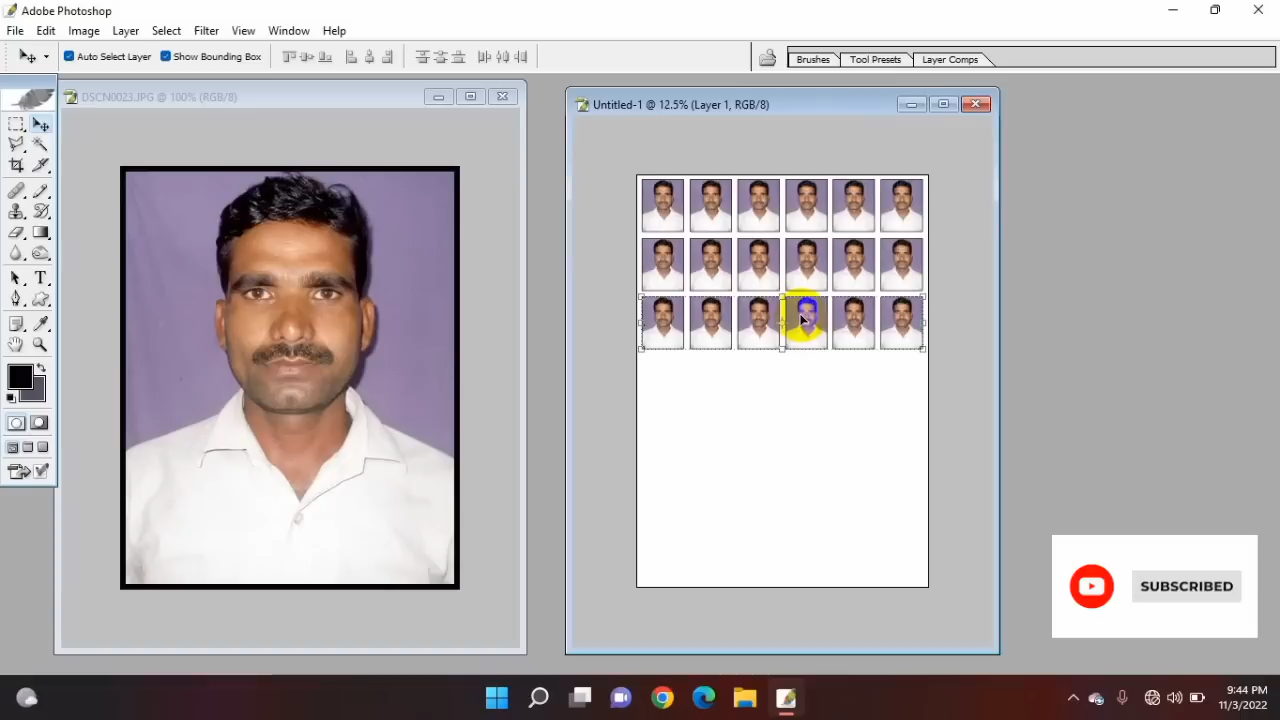 Adobe Photoshop
File Edit Image Layer Select Filter View Window Help
Auto Select Layer Show Bounding Box Brushes Tool Presets Layer Comps
DSCN0023.JPG @ 100% (RGB/8)
Untitled-1 @ 12.5% (Layer 1, RGB/8)
T
SUBSCRIBED
9:44 PM
11/3/2022